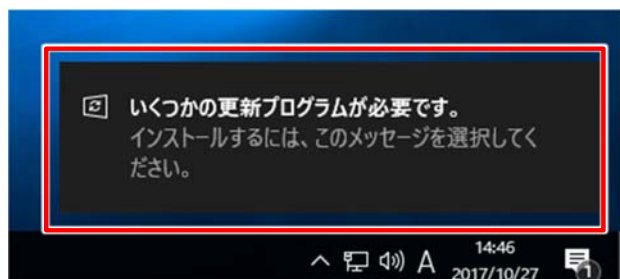 いくつかの更新プログラムが必要です。
インストールするには、このメッセージを選択してく
ださい。
A
14:46
2017/10/27
1